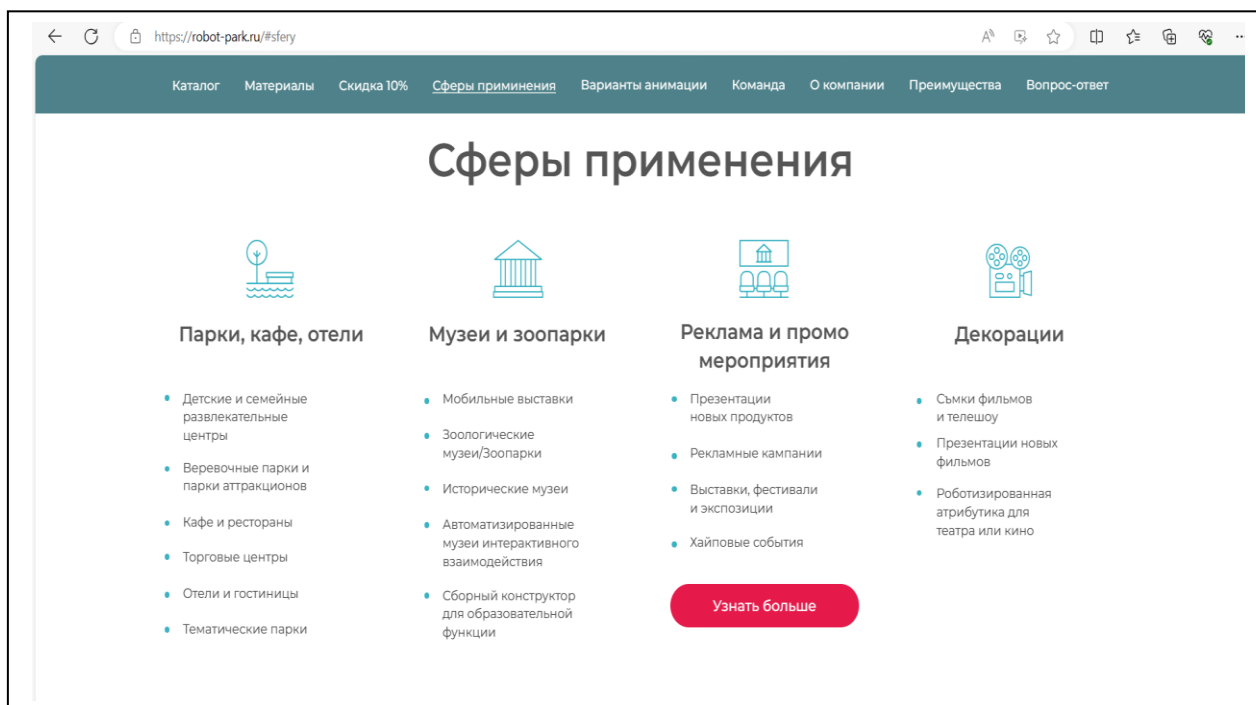 https://robot-park.ru/#sfery
Каталог Материалы Скидка 10% Сферы приминения Варианты анимации Команда О компании Преимущества Вопрос-ответ
Сферы применения
Парки, кафе, отели
Детские и семейные
развлекательные
центры
Веревочные парки и
парки аттракционов
Кафе и рестораны
Торговые центры
Отели и гостиницы
Тематические парки
Музеи и зоопарки
Мобильные выставки
Зоологические
музеи/Зоопарки
Исторические музеи
Автоматизированные
музеи интерактивного
взаимодействия
Сборный конструктор
для образовательной
функции
Реклама и промо
мероприятия
Презентации
новых продуктов
Рекламные кампании
Выставки, фестивали
и экспозиции
Хайповые события
Узнать больше
Декорации
Съмки фильмов
и телешоу
Презентации новых
фильмов
Роботизированная
атрибутика для
театра или кино